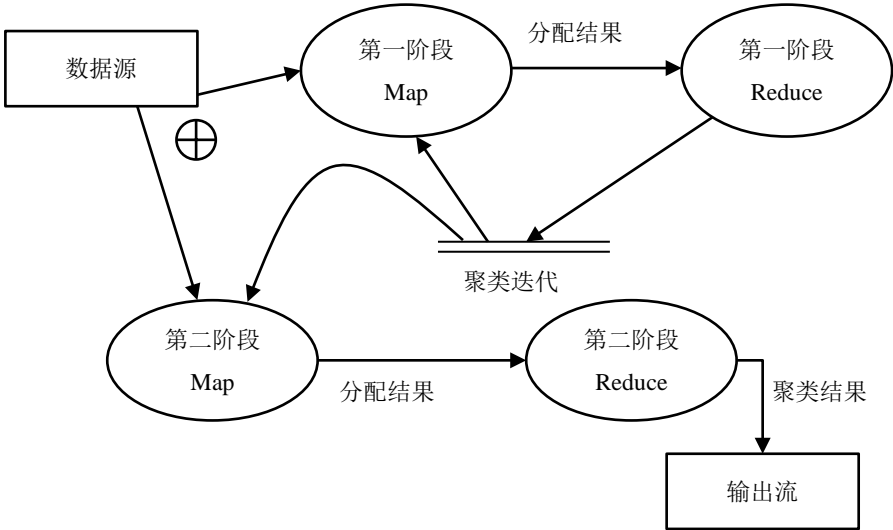 数据源
第一阶段
Map
分配结果
第一阶段
Reduce
聚类迭代
第二阶段
Map
分配结果
第二阶段
Reduce
聚类结果
输出流